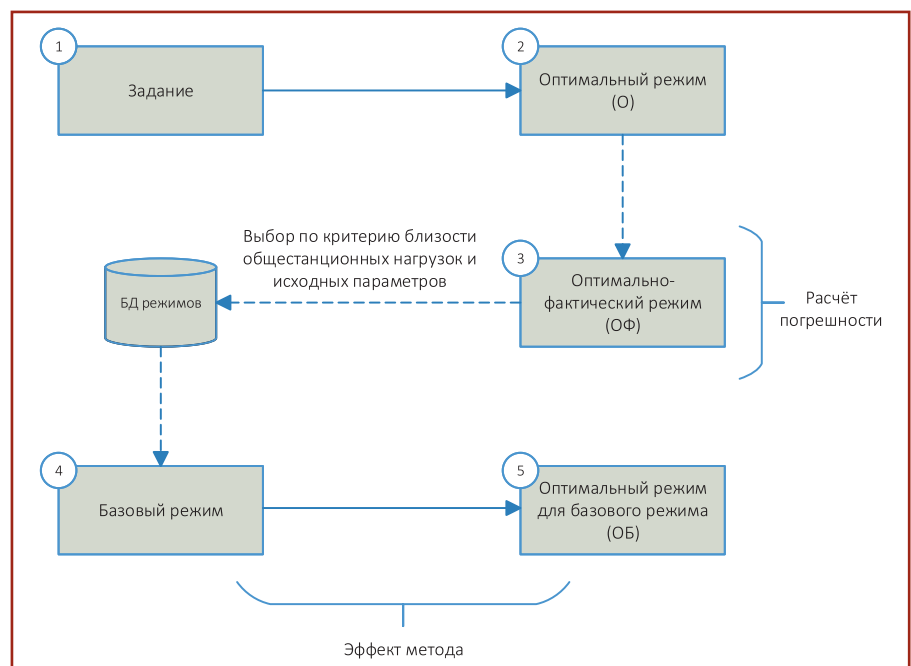 1
Задание
2
Оптимальный режим
(О)
Выбор по критерию близости
общестанционных нагрузок и
исходных параметров
БД режимов
3
Оптимально-
фактический режим
(ОФ)
Расчёт
погрешности
4
Базовый режим
5
Оптимальный режим
для базового режима
(ОБ)
Эффект метода